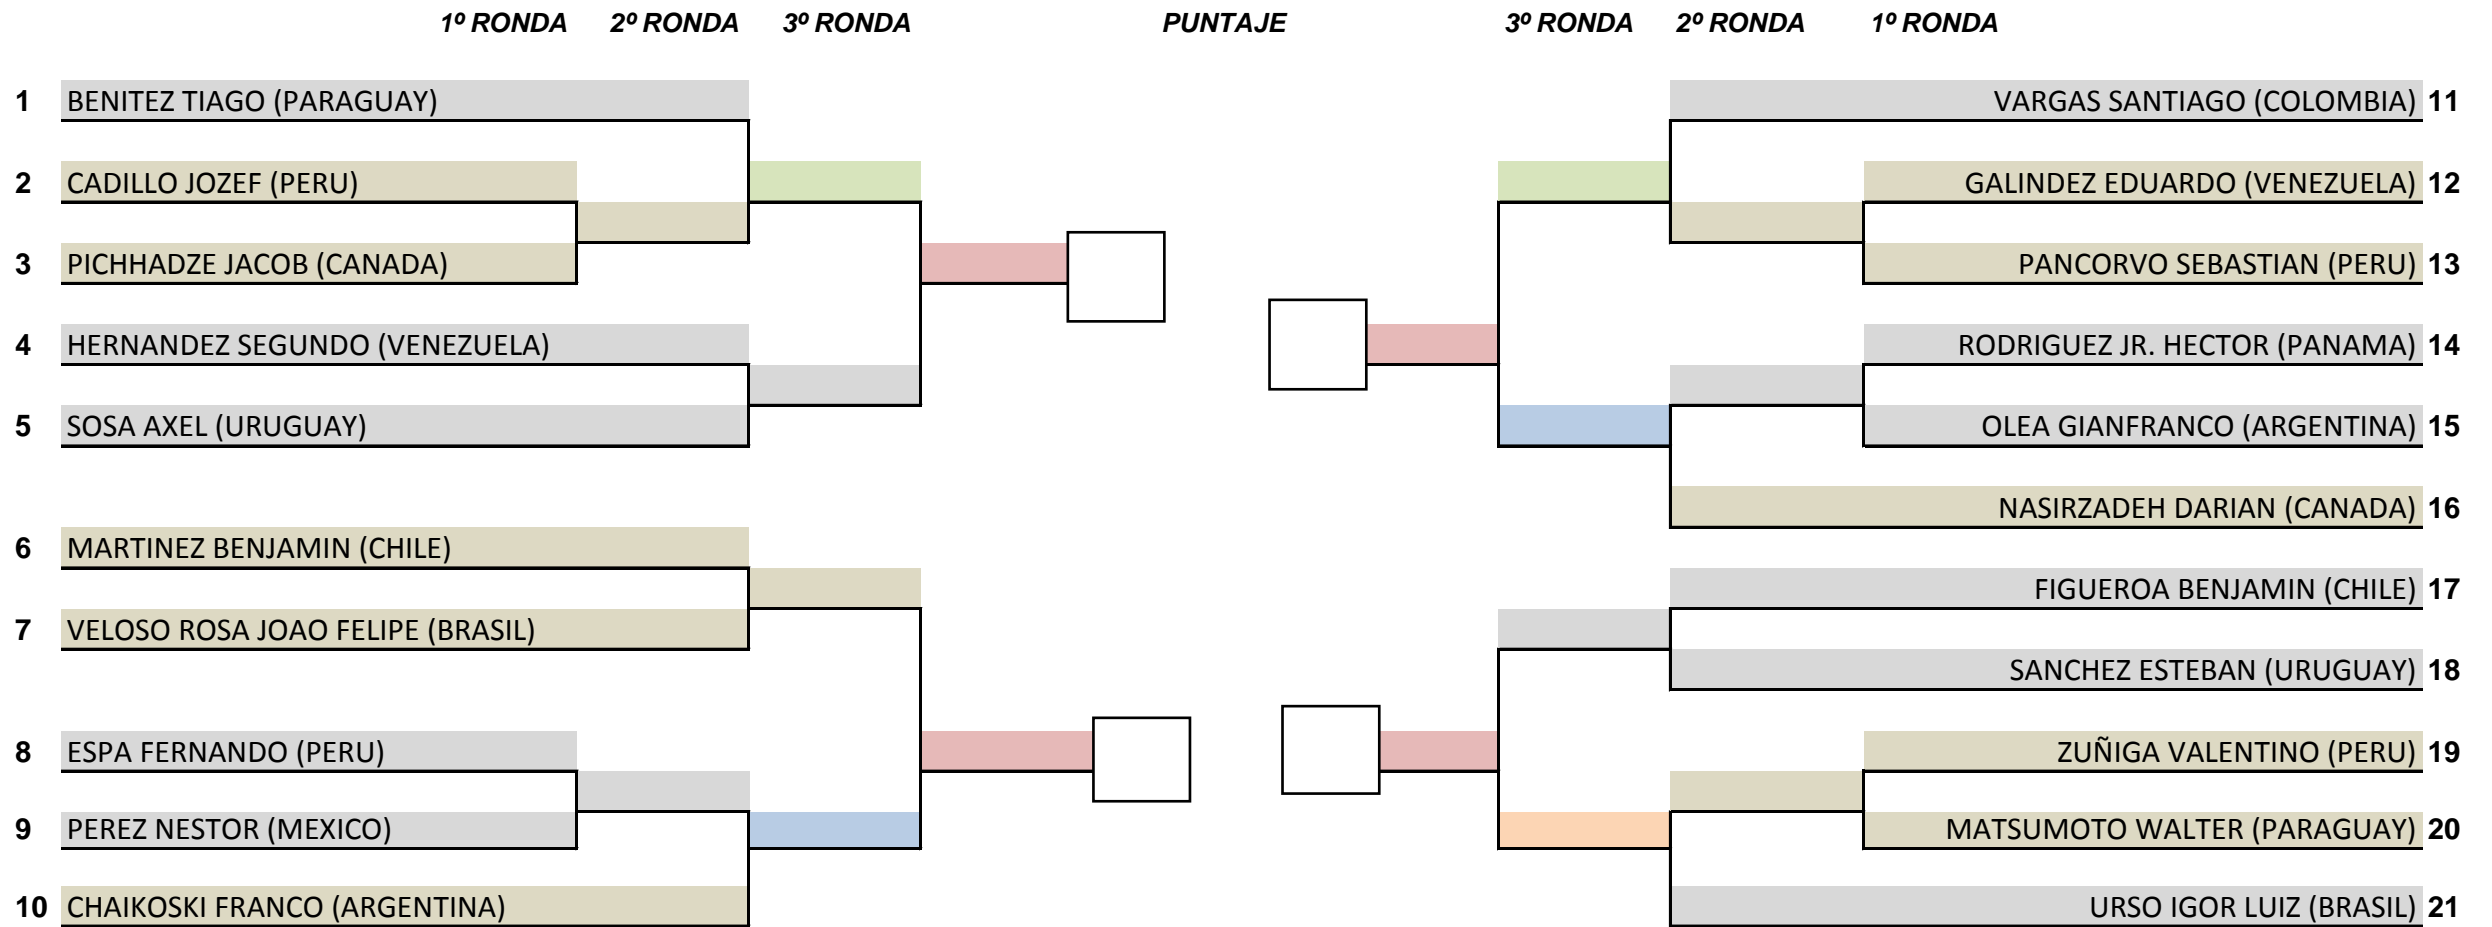 1º RONDA 2º RONDA 3º RONDA PUNTAJE 3º RONDA 2º RONDA 1º RONDA
1 BENITEZ TIAGO (PARAGUAY) VARGAS SANTIAGO (COLOMBIA) 11
2 CADILLO JOZEF (PERU) GALINDEZ EDUARDO (VENEZUELA) 12
3 PICHHADZE JACOB (CANADA) PANCORVO SEBASTIAN (PERU) 13
4 HERNANDEZ SEGUNDO (VENEZUELA) RODRIGUEZ JR. HECTOR (PANAMA) 14
5 SOSA AXEL (URUGUAY) OLEA GIANFRANCO (ARGENTINA) 15
NASIRZADEH DARIAN (CANADA) 16
6 MARTINEZ BENJAMIN (CHILE)
FIGUEROA BENJAMIN (CHILE) 17
7 VELOSO ROSA JOAO FELIPE (BRASIL)
SANCHEZ ESTEBAN (URUGUAY) 18
8 ESPA FERNANDO (PERU) ZUÑIGA VALENTINO (PERU) 19
9 PEREZ NESTOR (MEXICO) MATSUMOTO WALTER (PARAGUAY) 20
10 CHAIKOSKI FRANCO (ARGENTINA) URSO IGOR LUIZ (BRASIL) 21